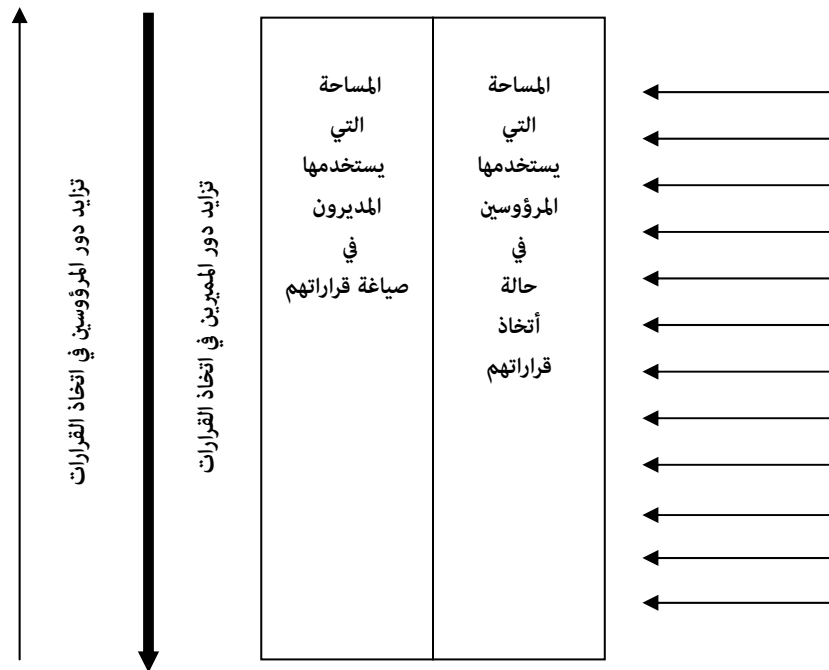 المساحة
التي
يستخدمها
المرؤوسين
في
حالة
أتخاذ
قراراتهم
المساحة
التي
يستخدمها
المديرون
في
صياغة قراراتهم
تزايد دور المميرين في اتخاذ القرارات
تزايد دور المرؤوسين في اتخاذ القرارات